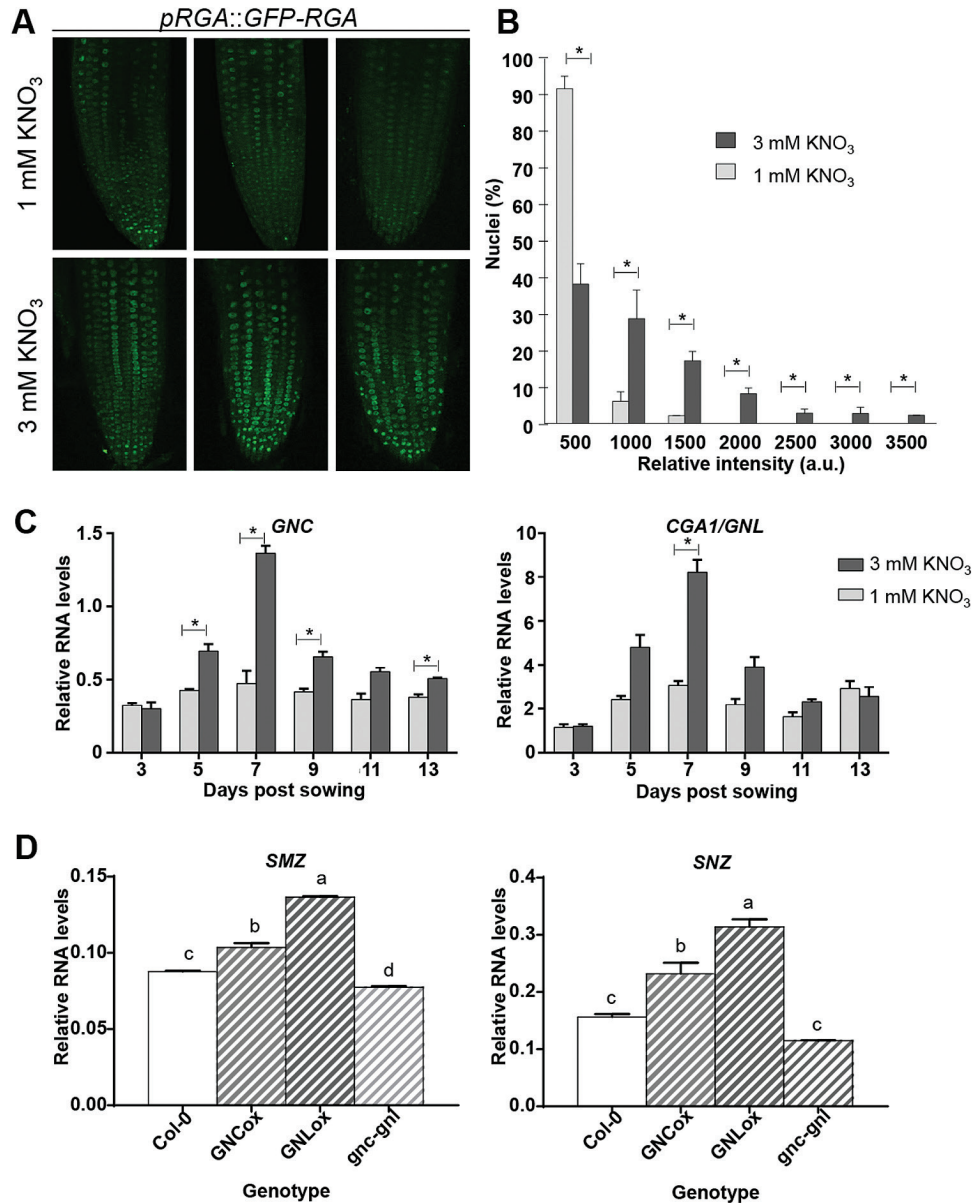 A
pRGA::GFP-RGA
1 mM KNO3
3 mM KNO3
B
*
100
90
80
70
60
50
40
30
20
10
0
Nuclei (%)
* * * * * *
3 mM KNO3
1 mM KNO3
500 1000 1500 2000 2500 3000 3500
Relative intensity (a.u.)
C
GNC
Relative RNA levels
1.5
1.0
0.5
0
* * * *
3 5 7 9 11 13
Days post sowing
CGA1/GNL
Relative RNA levels
10
8
6
4
2
0
*
3 mM KNO3
1 mM KNO3
3 5 7 9 11 13
Days post sowing
D
SMZ
Relative RNA levels
0.15
0.10
0.05
0.00
c b a d
Col-0 GNCox GNLox gnc-gnl
Genotype
SNZ
Relative RNA levels
0.4
0.3
0.2
0.1
0.0
c b a c
Col-0 GNCox GNLox gnc-gnl
Genotype